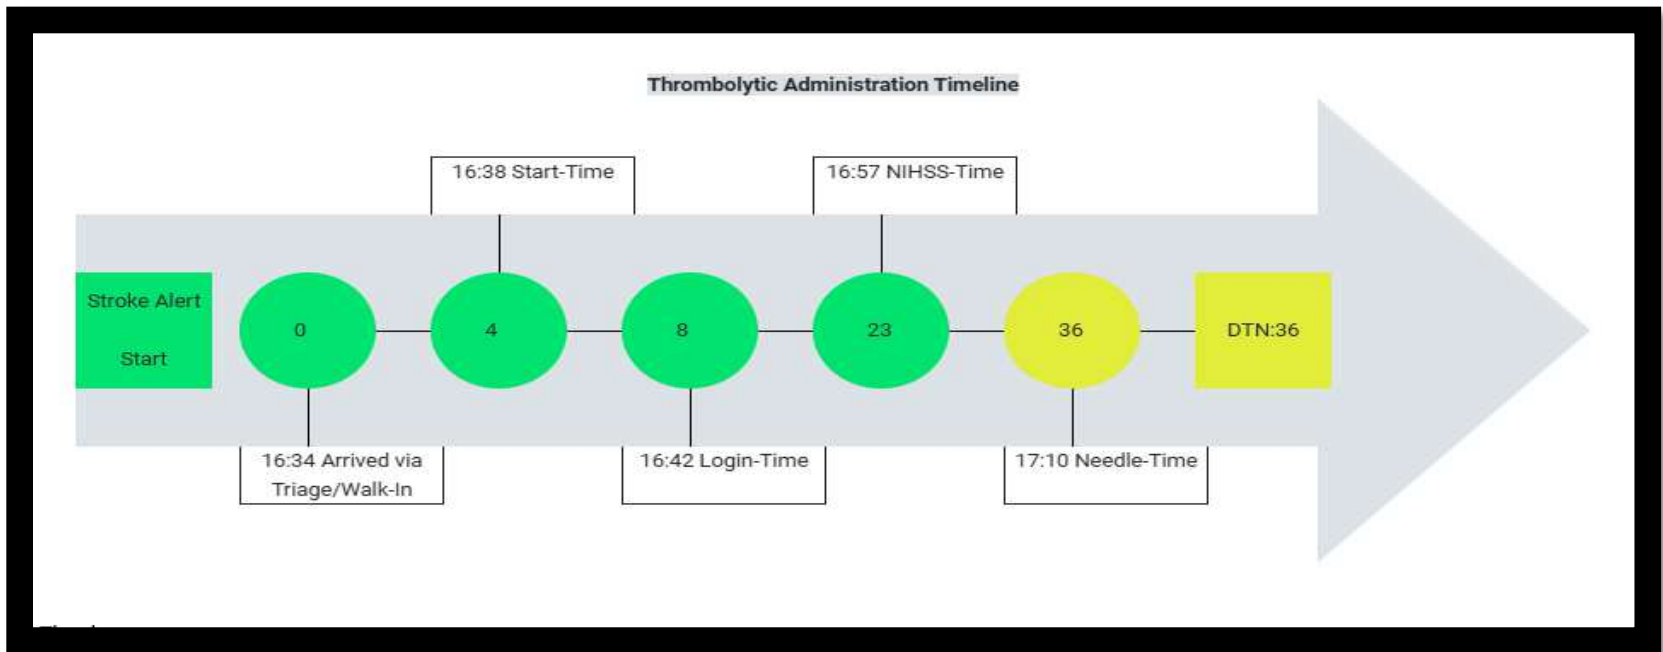 Thrombolytic Administration Timeline
16:38 Start-Time
16:57 NIHSS-Time
Stroke Alert
Start
0
4
8
23
36
DTN:36
16:34 Arrived via
Triage/Walk-In
16:42 Login-Time
17:10 Needle-Time